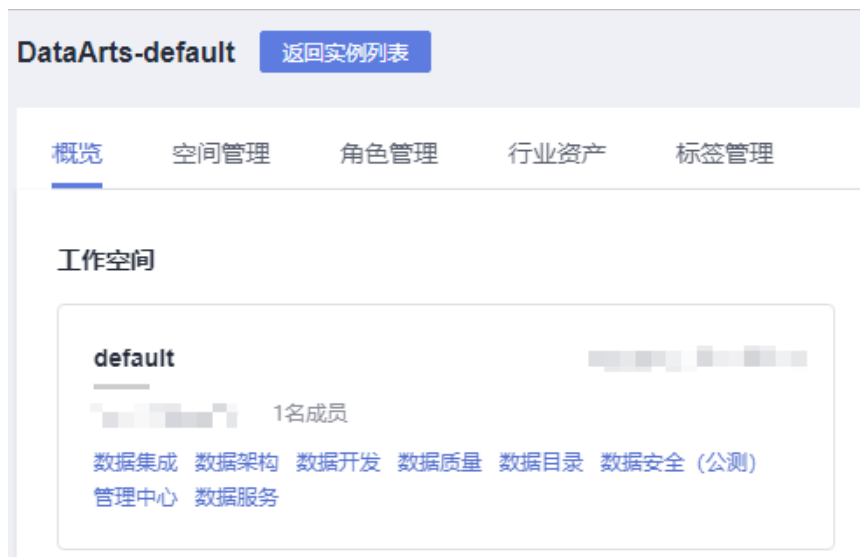 DataArts-default 返回实例列表
概览 空间管理 角色管理 行业资产 标签管理
工作空间
default
1名成员
数据集成 数据架构 数据开发 数据质量 数据目录 数据安全（公测）
管理中心 数据服务